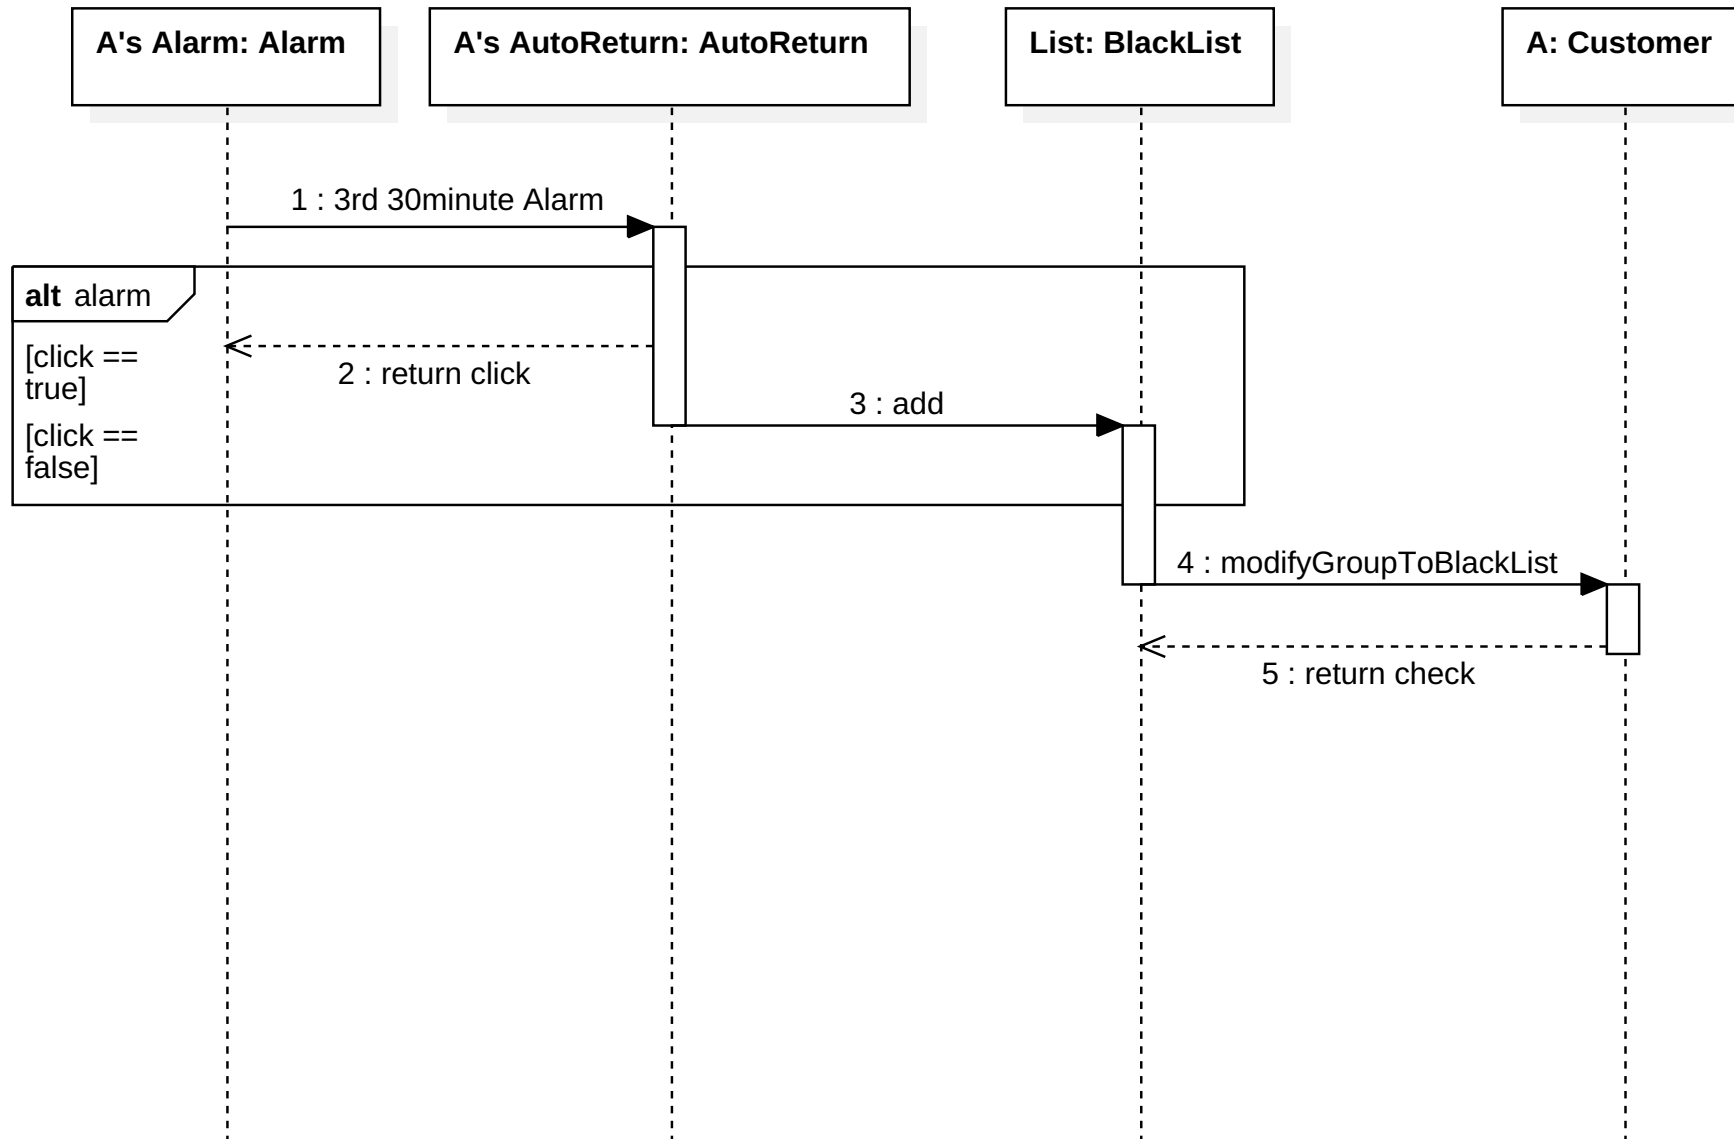 A's Alarm: Alarm
A's AutoReturn: AutoReturn
List: BlackList
A: Customer
1 : 3rd 30minute Alarm
alt alarm
[click ==
true]
2 : return click
3 : add
[click ==
false]
4 : modifyGroupToBlackList
5 : return check